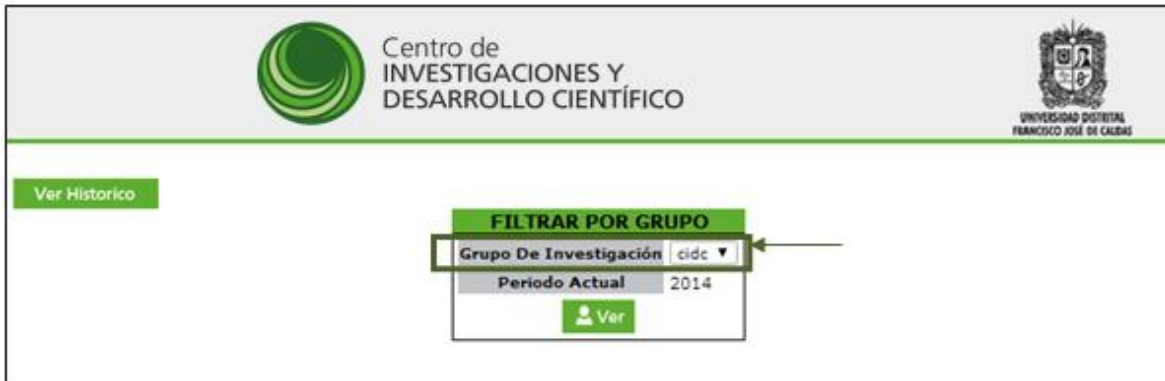 Centro de
INVESTIGACIONES Y
DESARROLLO CIENTÍFICO
UNIVERSIDAD DISTRITAL
FRANCISCO JOSÉ DE CALDAS
Ver Historico
FILTRAR POR GRUPO
Grupo De Investigación cidc ▼
Periodo Actual 2014
Ver